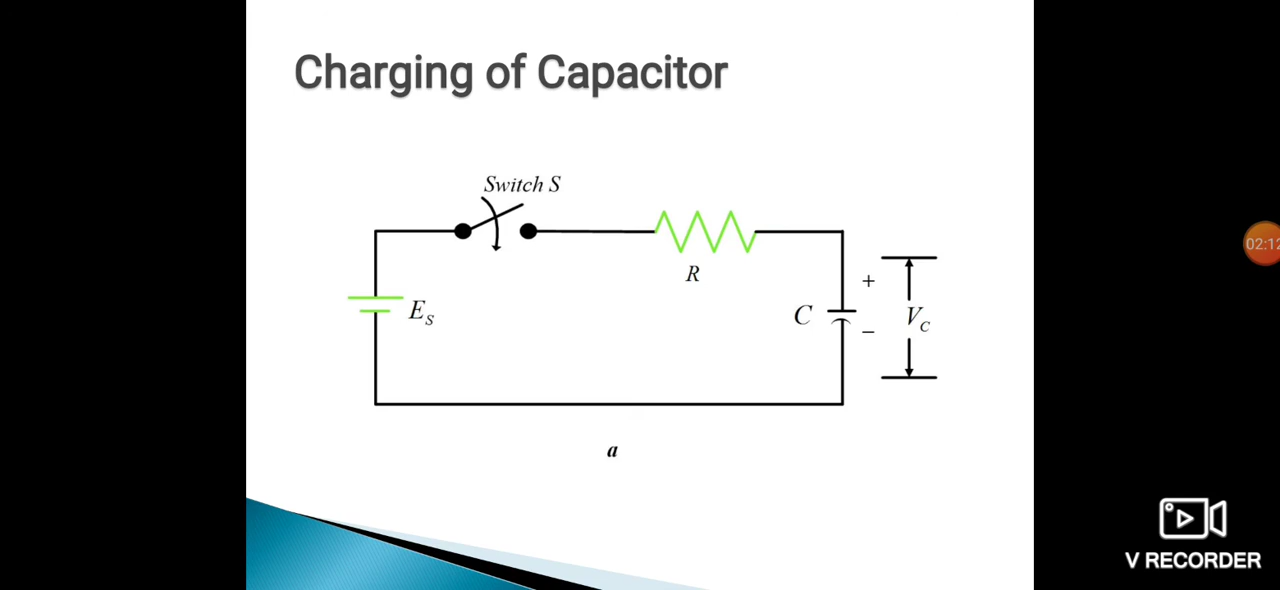 Charging of Capacitor
Switch S
R
E_S
C
+
V_C
−
a
02:12
V RECORDER